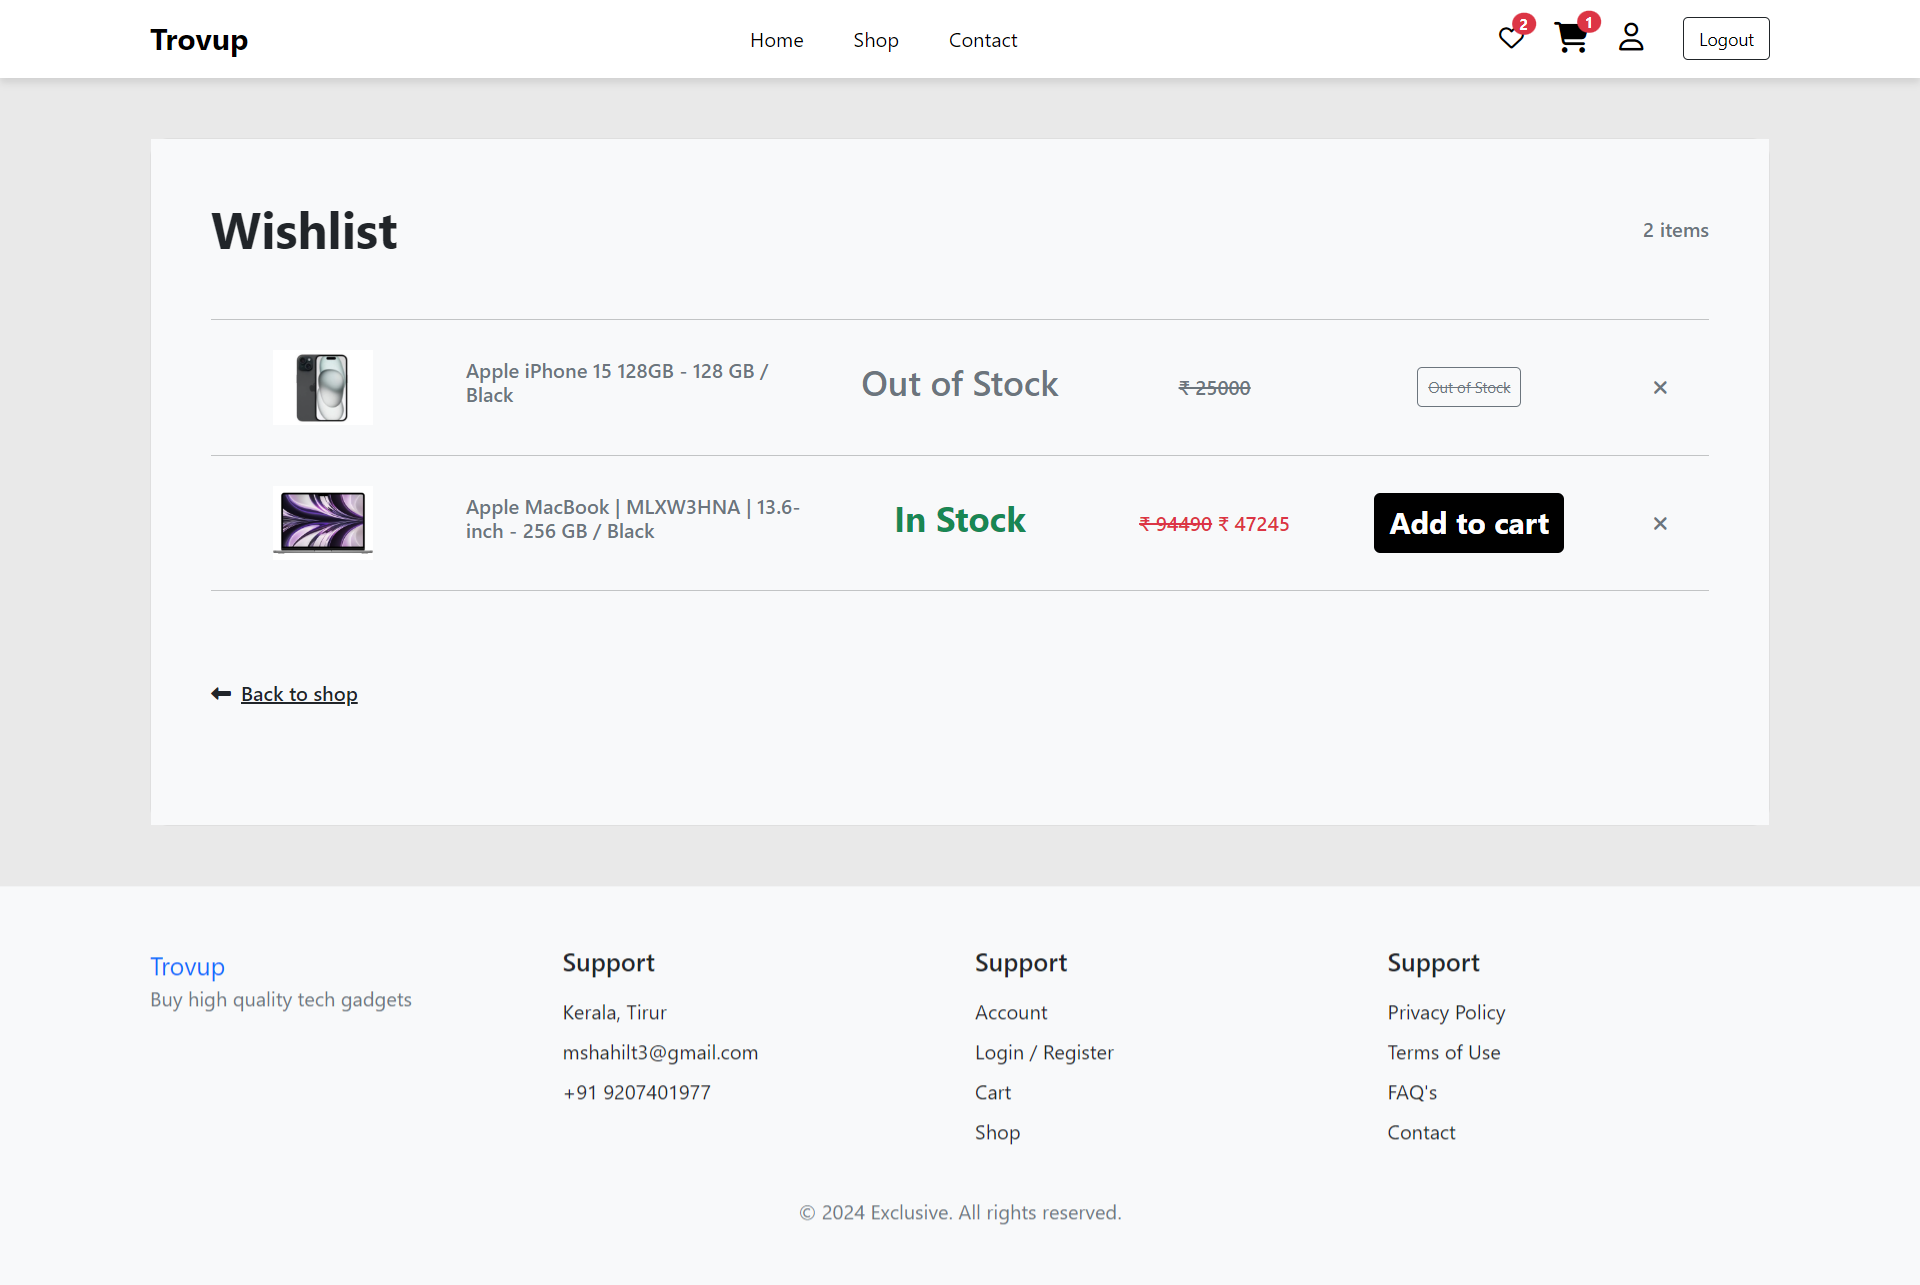 Trovup
Home
Shop
Contact
2
1
Logout
Wishlist
2 items
Apple iPhone 15 128GB - 128 GB /
Black
Out of Stock
₹ 25000
Out of Stock
Apple MacBook | MLXW3HNA | 13.6-
inch - 256 GB / Black
In Stock
₹ 94490 ₹ 47245
Add to cart
Back to shop
Trovup
Buy high quality tech gadgets
Support
Kerala, Tirur
mshahilt3@gmail.com
+91 9207401977
Support
Account
Login / Register
Cart
Shop
Support
Privacy Policy
Terms of Use
FAQ's
Contact
© 2024 Exclusive. All rights reserved.